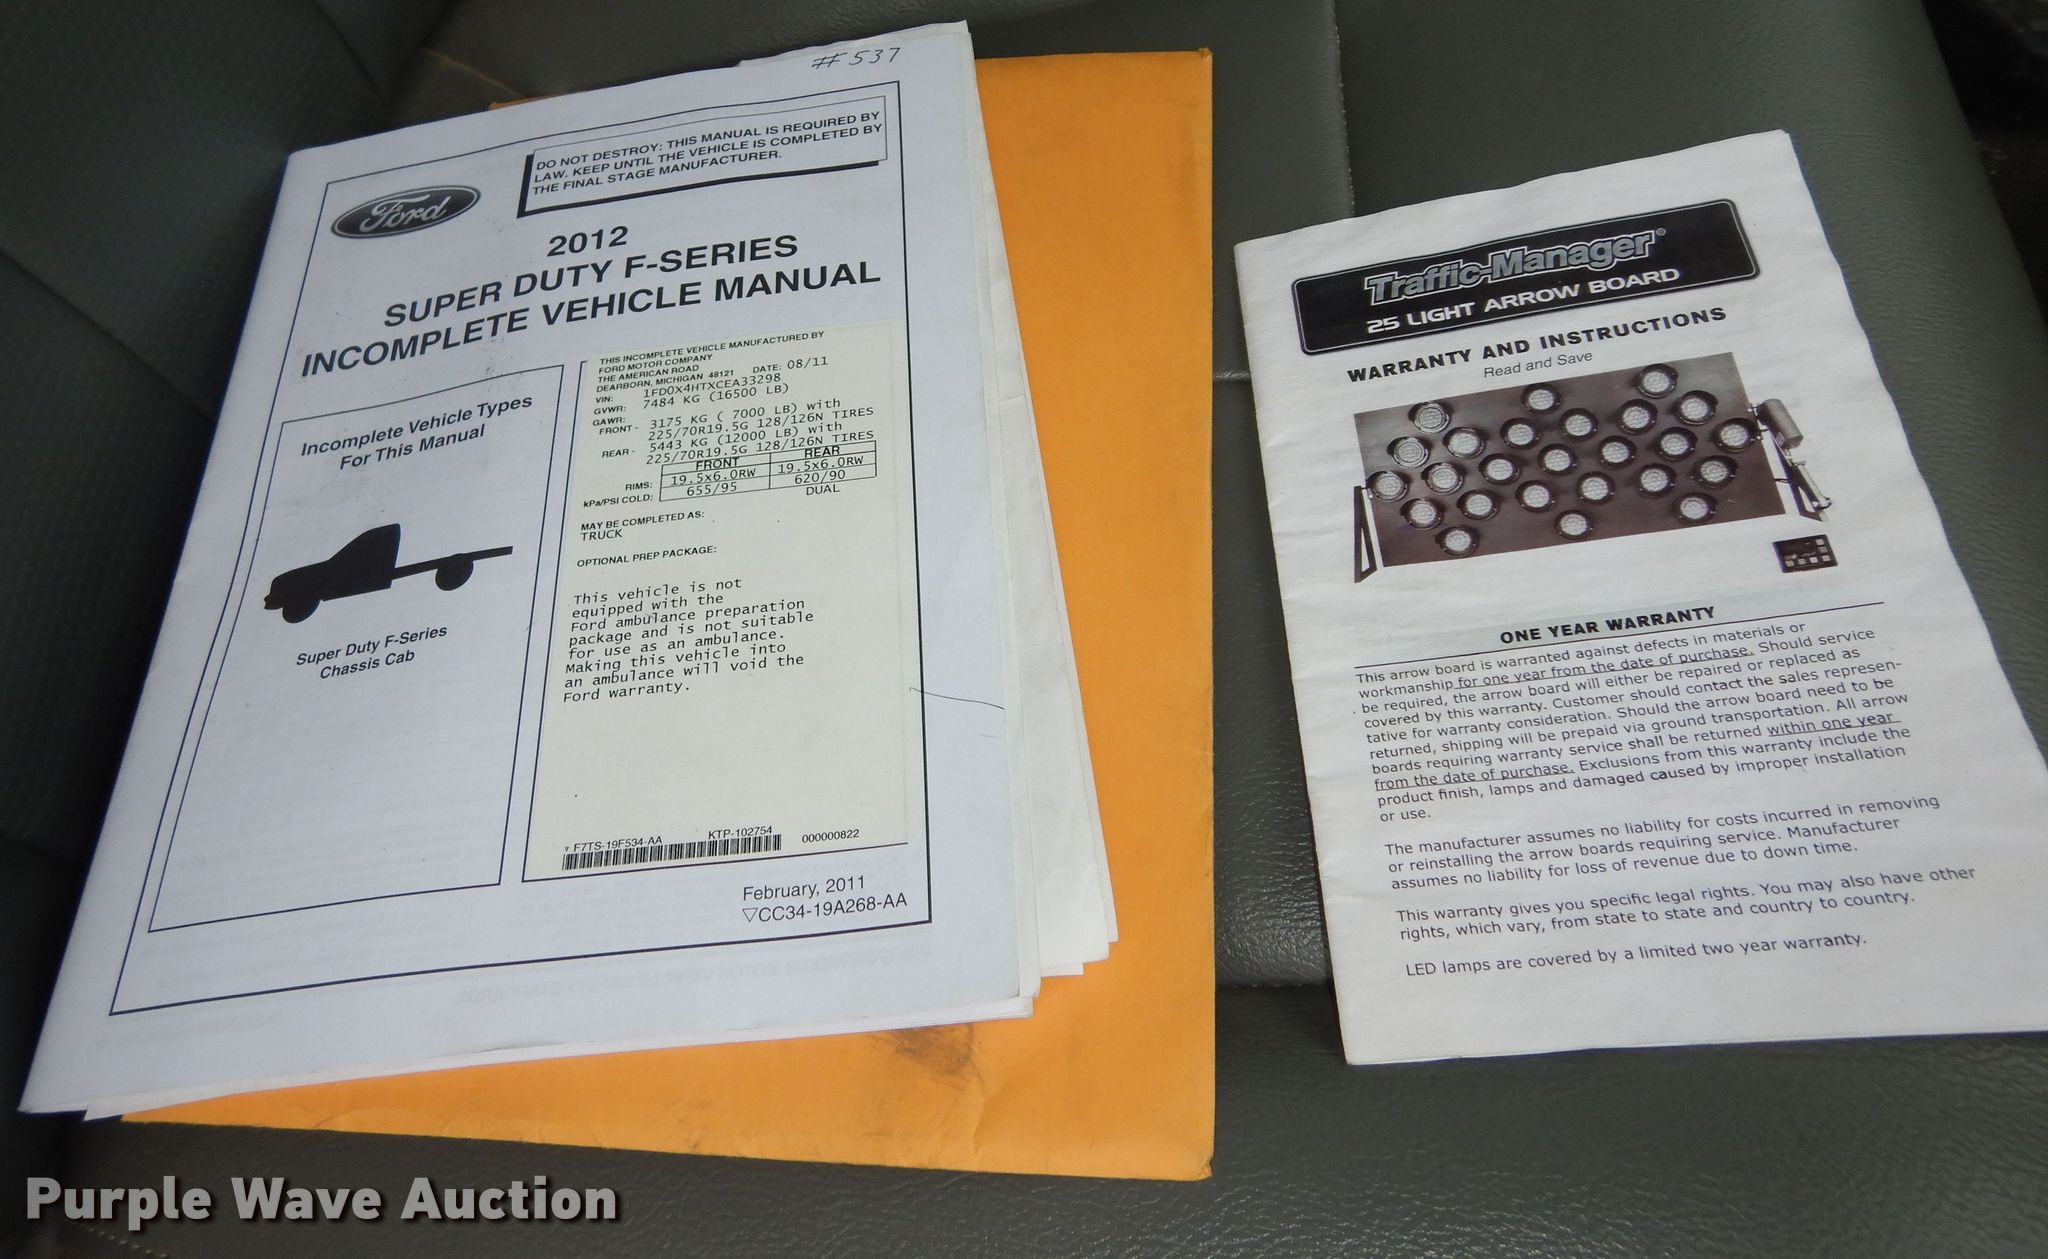 #537
DO NOT DESTROY: THIS MANUAL IS REQUIRED BY
LAW. KEEP UNTIL THE VEHICLE IS COMPLETED BY
THE FINAL STAGE MANUFACTURER.
Ford
2012
SUPER DUTY F-SERIES
INCOMPLETE VEHICLE MANUAL
Incomplete Vehicle Types
For This Manual
Super Duty F-Series
Chassis Cab
THIS INCOMPLETE VEHICLE MANUFACTURED BY
FORD MOTOR COMPANY
THE AMERICAN ROAD
DEARBORN, MICHIGAN 48121 DATE: 08/11
VIN: 1FD0X4HTXCEA33298
GVWR: 7484 KG (16500 LB)
GAWR:
FRONT - 3175 KG ( 7000 LB) with
225/70R19.5G 128/126N TIRES
REAR - 5443 KG (12000 LB) with
225/70R19.5G 128/126N TIRES
FRONT REAR
RIMS: 19.5x6.0RW 19.5x6.0RW
kPa/PSI COLD: 655/95 620/90
DUAL
MAY BE COMPLETED AS:
TRUCK
OPTIONAL PREP PACKAGE:
This vehicle is not
equipped with the
Ford ambulance preparation
package and is not suitable
for use as an ambulance.
Making this vehicle into
an ambulance will void the
Ford warranty.
F7TS-19F534-AA KTP-102754 000000822
February, 2011
▽CC34-19A268-AA
Traffic-Manager®
25 LIGHT ARROW BOARD
WARRANTY AND INSTRUCTIONS
Read and Save
ONE YEAR WARRANTY
This arrow board is warranted against defects in materials or
workmanship for one year from the date of purchase. Should service
be required, the arrow board will either be repaired or replaced as
covered by this warranty. Customer should contact the sales represen-
tative for warranty consideration. Should the arrow board need to be
returned, shipping will be prepaid via ground transportation. All arrow
boards requiring warranty service shall be returned within one year
from the date of purchase. Exclusions from this warranty include the
product finish, lamps and damaged caused by improper installation
or use.
The manufacturer assumes no liability for costs incurred in removing
or reinstalling the arrow boards requiring service. Manufacturer
assumes no liability for loss of revenue due to down time.
This warranty gives you specific legal rights. You may also have other
rights, which vary, from state to state and country to country.
LED lamps are covered by a limited two year warranty.
Purple Wave Auction